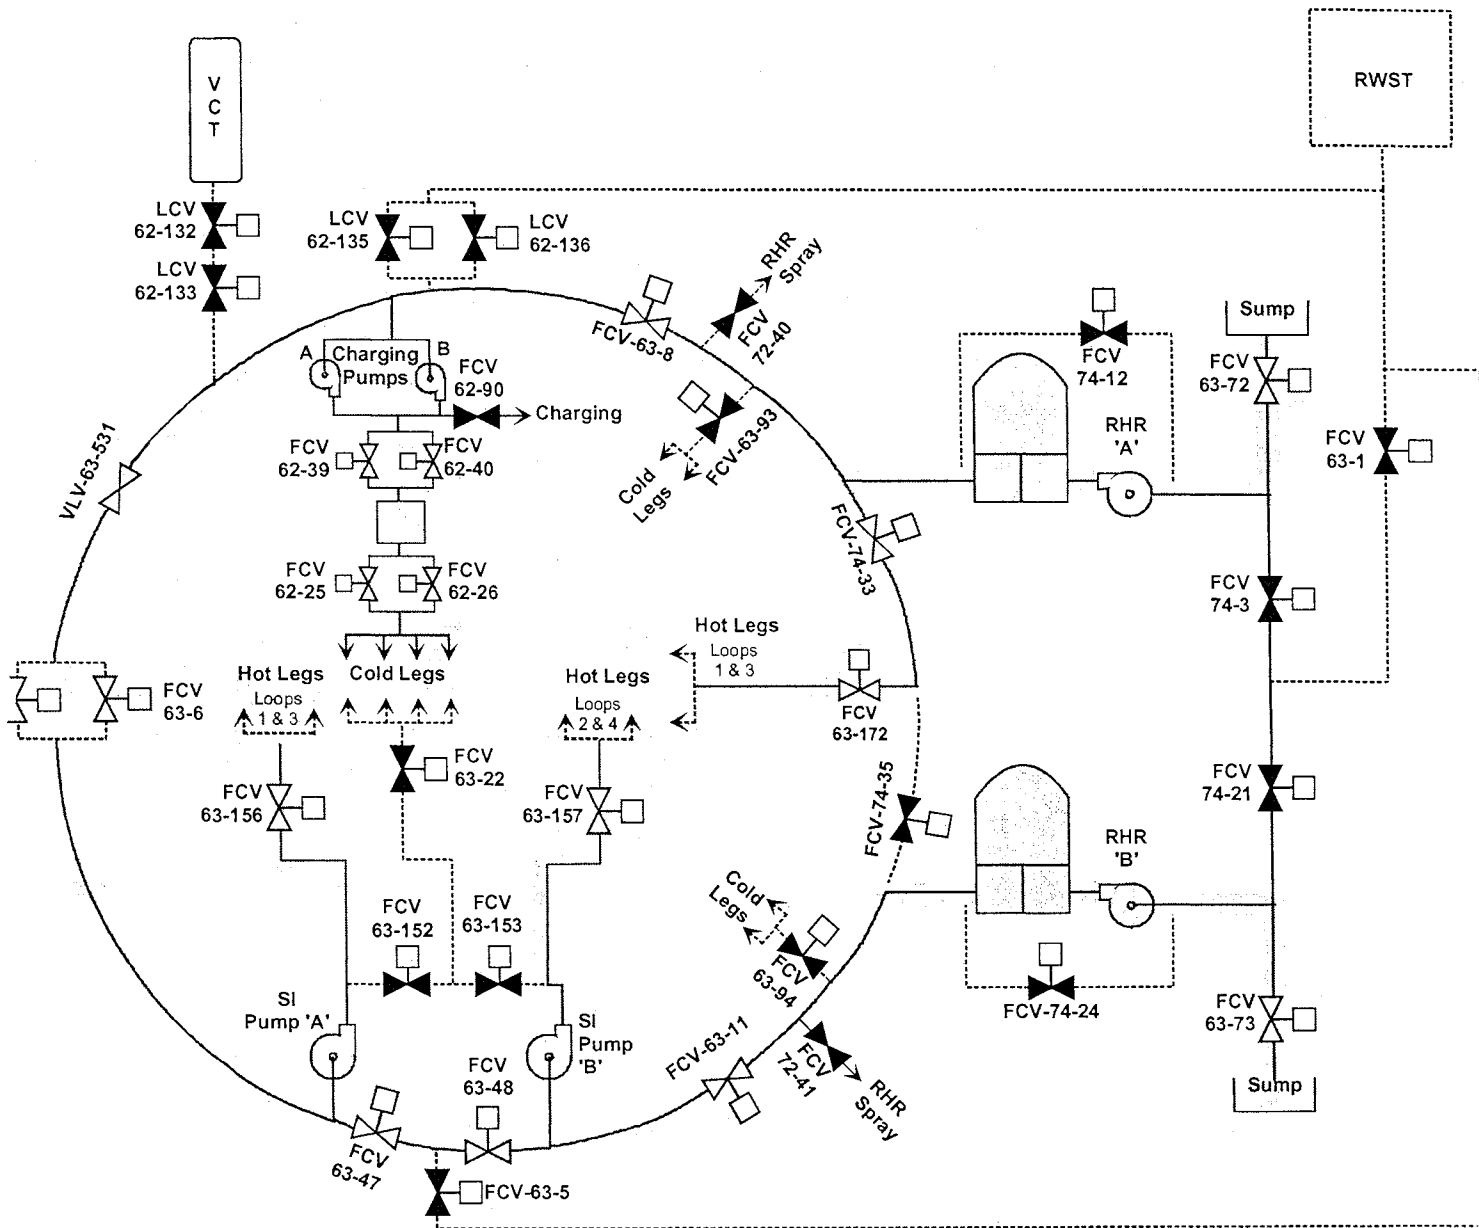 V
C
T
RWST
LCV
62-132
LCV
62-133
LCV
62-135
LCV
62-136
RHR
Spray
FCV
72-40
FCV-63-8
FCV
74-12
Sump
FCV
63-72
A
B
Charging
Pumps
FCV
62-90
Charging
FCV-63-93
Cold
Legs
FCV
62-39
FCV
62-40
RHR
'A'
FCV
63-1
VLV-63-531
FCV-74-33
FCV
62-25
FCV
62-26
FCV
74-3
Hot Legs
Loops
1 & 3
Hot Legs
Loops
1 & 3
Cold Legs
Hot Legs
Loops
2 & 4
FCV
63-6
FCV
63-172
FCV
63-22
FCV
63-156
FCV
63-157
FCV-74-35
FCV
74-21
RHR
'B'
Cold
Legs
FCV
63-94
FCV
63-152
FCV
63-153
FCV-74-24
SI
Pump 'A'
SI
Pump
'B'
FCV
63-48
FCV-63-11
FCV
72-41
RHR
Spray
FCV
63-73
Sump
FCV
63-47
FCV-63-5